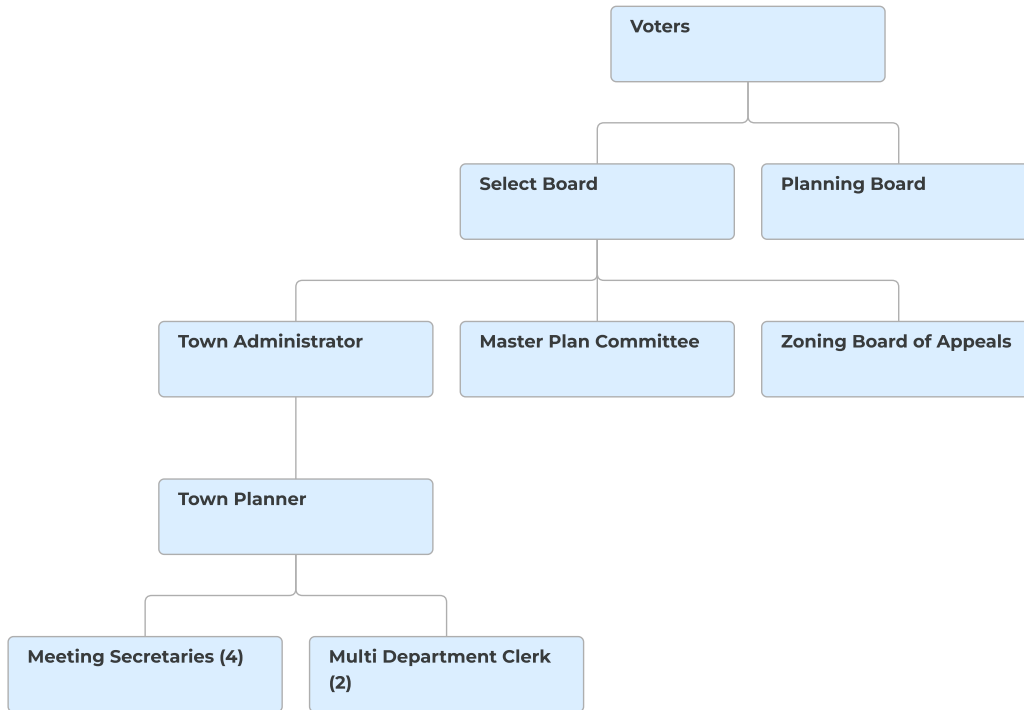 Voters
Select Board
Planning Board
Town Administrator
Master Plan Committee
Zoning Board of Appeals
Town Planner
Meeting Secretaries (4)
Multi Department Clerk
(2)